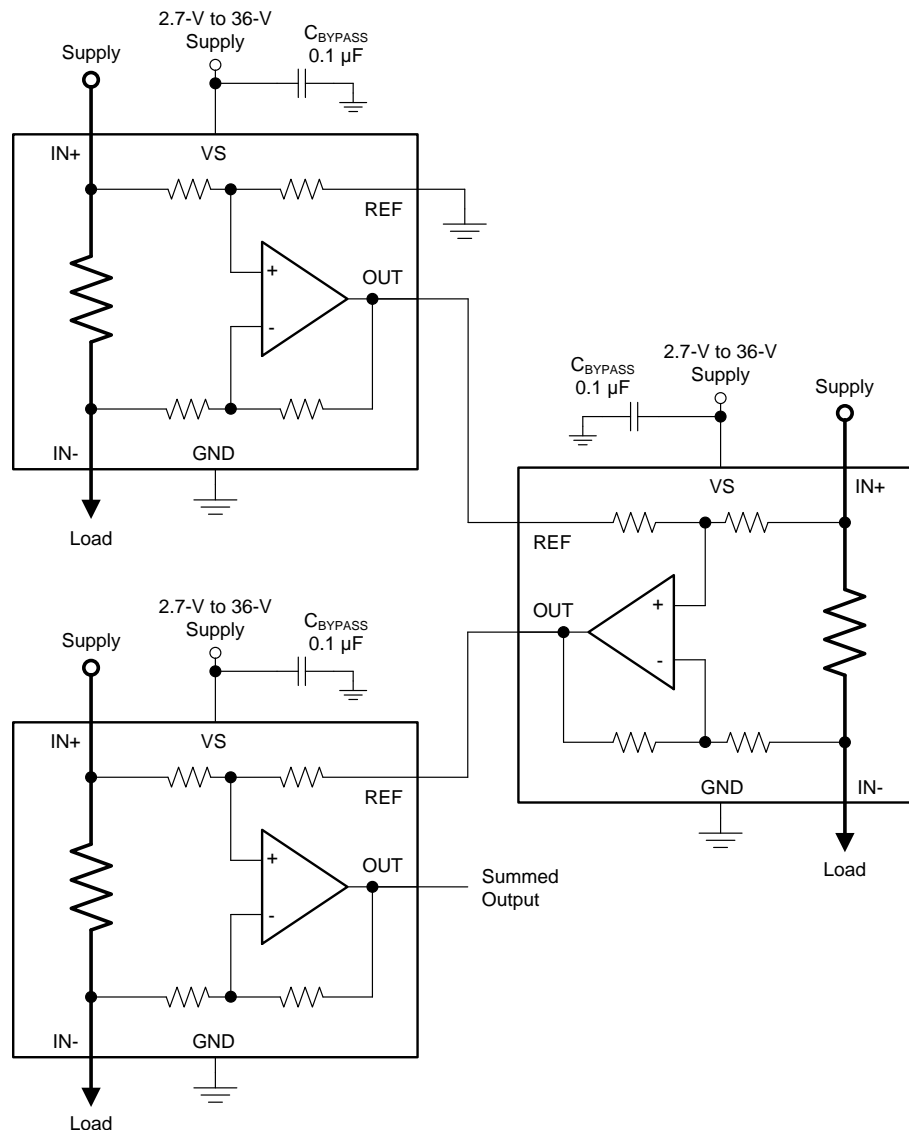 2.7-V to 36-V
Supply
CBYPASS
0.1 µF
Supply
IN+
VS
REF
+
OUT
-
IN-
GND
Load
CBYPASS
0.1 µF
2.7-V to 36-V
Supply
Supply
VS
IN+
REF
OUT
+
-
GND
IN-
Load
2.7-V to 36-V
Supply
CBYPASS
0.1 µF
Supply
IN+
VS
REF
+
OUT
-
Summed
Output
IN-
GND
Load